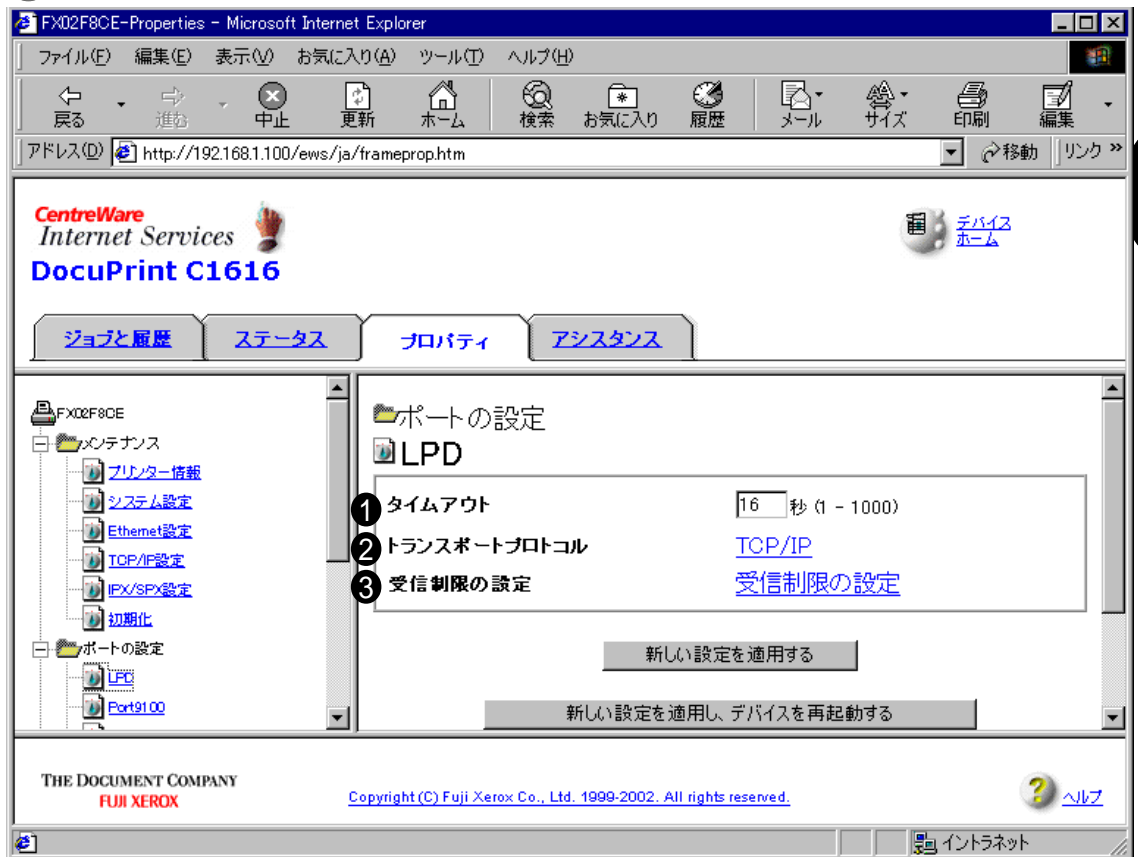 FX02F8CE-Properties - Microsoft Internet Explorer
ファイル(F) 編集(E) 表示(V) お気に入り(A) ツール(T) ヘルプ(H)
戻る 進む 中止 更新 ホーム 検索 お気に入り 履歴 メール サイズ 印刷 編集
アドレス(D) http://192.168.1.100/ews/ja/frameprop.htm 移動 リンク »
CentreWare
Internet Services
DocuPrint C1616
デバイス
ホーム
ジョブと履歴 ステータス プロパティ アシスタンス
FX02F8CE
メンテナンス
プリンター情報
システム設定
Ethernet設定
TCP/IP設定
IPX/SPX設定
初期化
ポートの設定
LPD
Port9100
ポートの設定
LPD
1 タイムアウト 16 秒 (1 - 1000)
2 トランスポートプロトコル TCP/IP
3 受信制限の設定 受信制限の設定
新しい設定を適用する
新しい設定を適用し、デバイスを再起動する
THE DOCUMENT COMPANY
FUJI XEROX
Copyright (C) Fuji Xerox Co., Ltd. 1999-2002. All rights reserved.
ヘルプ
イントラネット